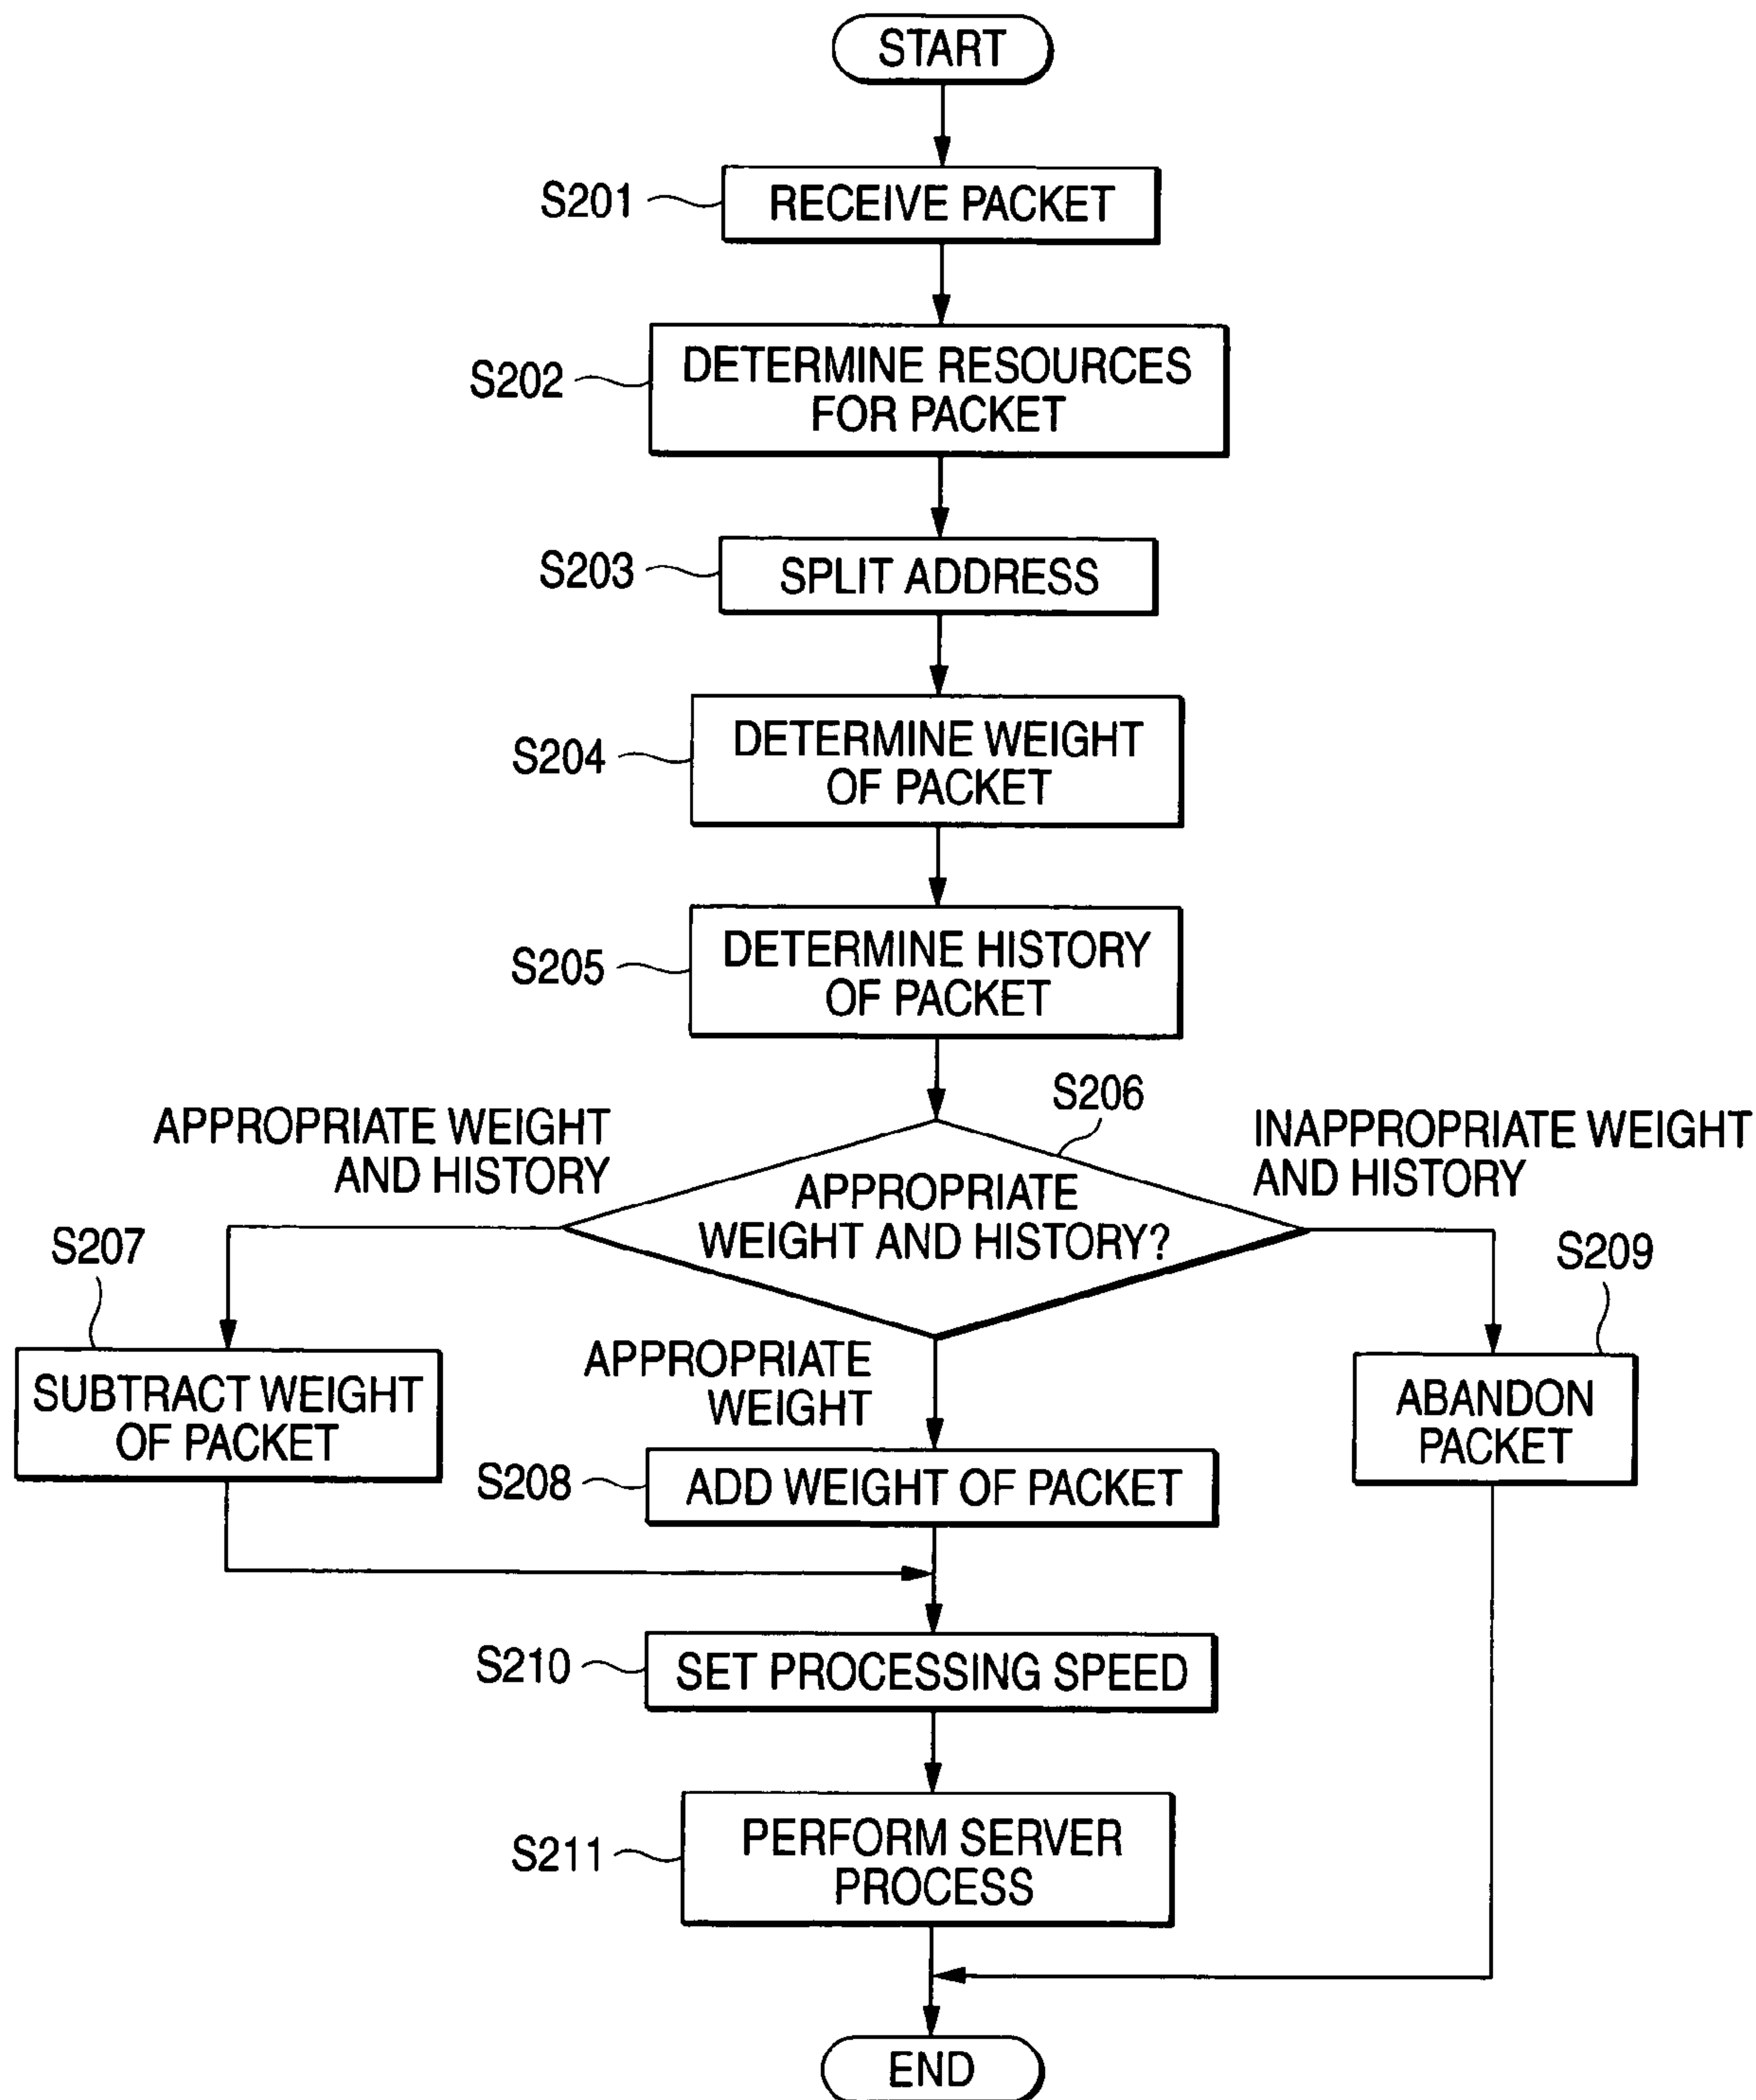 START
S201
RECEIVE PACKET
S202
DETERMINE RESOURCES
FOR PACKET
S203
SPLIT ADDRESS
S204
DETERMINE WEIGHT
OF PACKET
S205
DETERMINE HISTORY
OF PACKET
S206
APPROPRIATE WEIGHT
AND HISTORY
INAPPROPRIATE WEIGHT
AND HISTORY
APPROPRIATE
WEIGHT AND HISTORY?
S207
S209
SUBTRACT WEIGHT
OF PACKET
APPROPRIATE
WEIGHT
ABANDON
PACKET
S208
ADD WEIGHT OF PACKET
S210
SET PROCESSING SPEED
S211
PERFORM SERVER
PROCESS
END